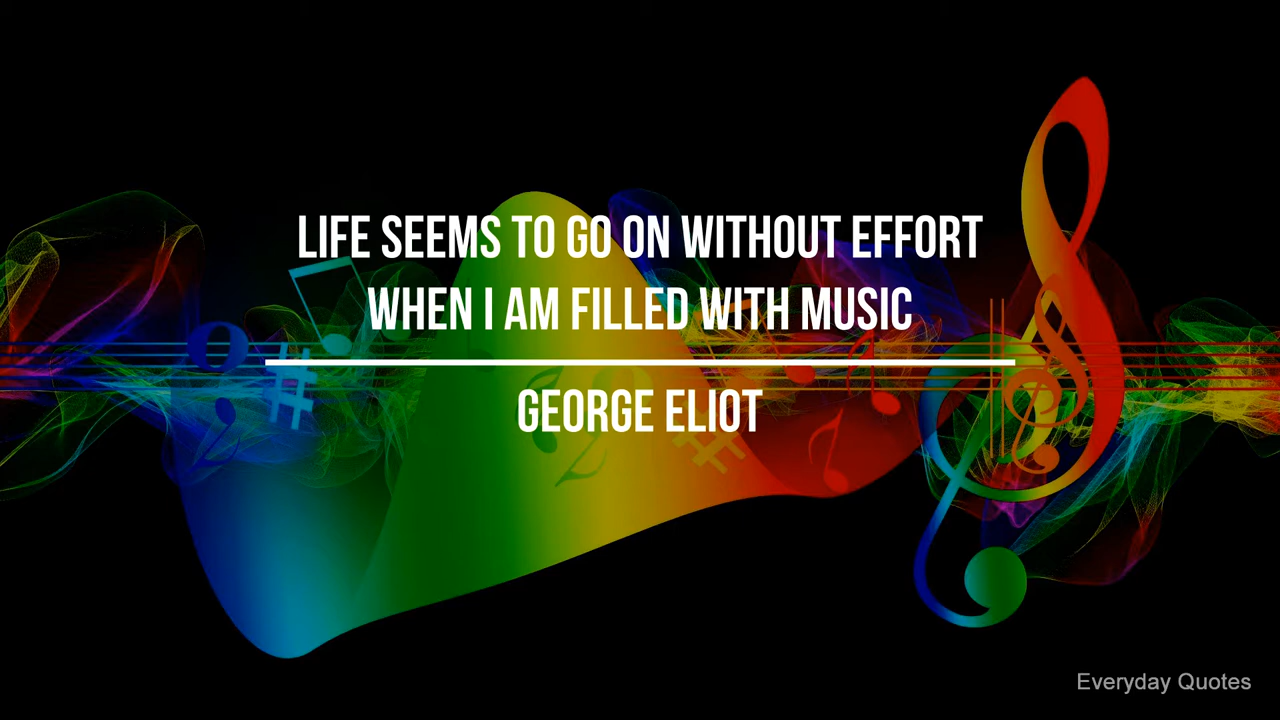 LIFE SEEMS TO GO ON WITHOUT EFFORT
WHEN I AM FILLED WITH MUSIC
GEORGE ELIOT
Everyday Quotes